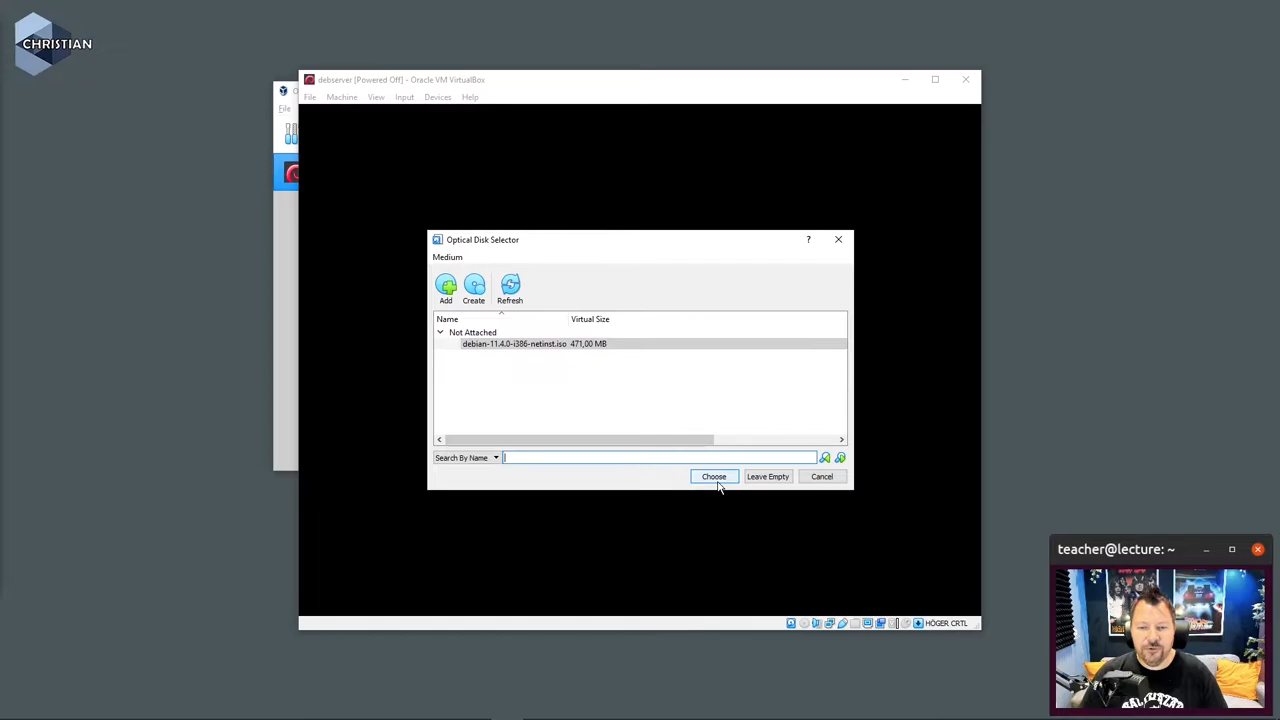 CHRISTIAN
debserver [Powered Off] - Oracle VM VirtualBox
File Machine View Input Devices Help
File
Optical Disk Selector
Medium
Add Create Refresh
Name Virtual Size
Not Attached
debian-11.4.0-i386-netinst.iso 471,00 MB
Search By Name
Choose Leave Empty Cancel
teacher@lecture: ~
HÖGER CRTL